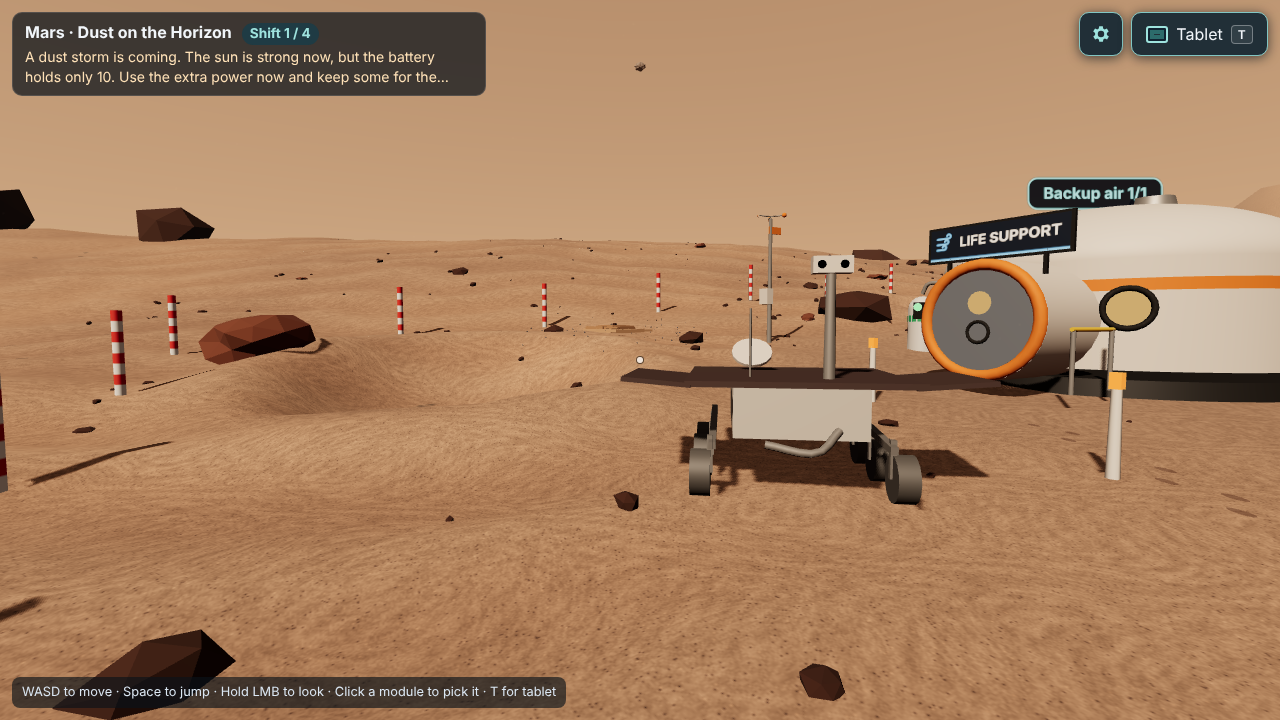 Mars · Dust on the Horizon Shift 1 / 4
A dust storm is coming. The sun is strong now, but the battery
holds only 10. Use the extra power now and keep some for the...
Tablet T
Backup air 1/1
LIFE SUPPORT
WASD to move · Space to jump · Hold LMB to look · Click a module to pick it · T for tablet